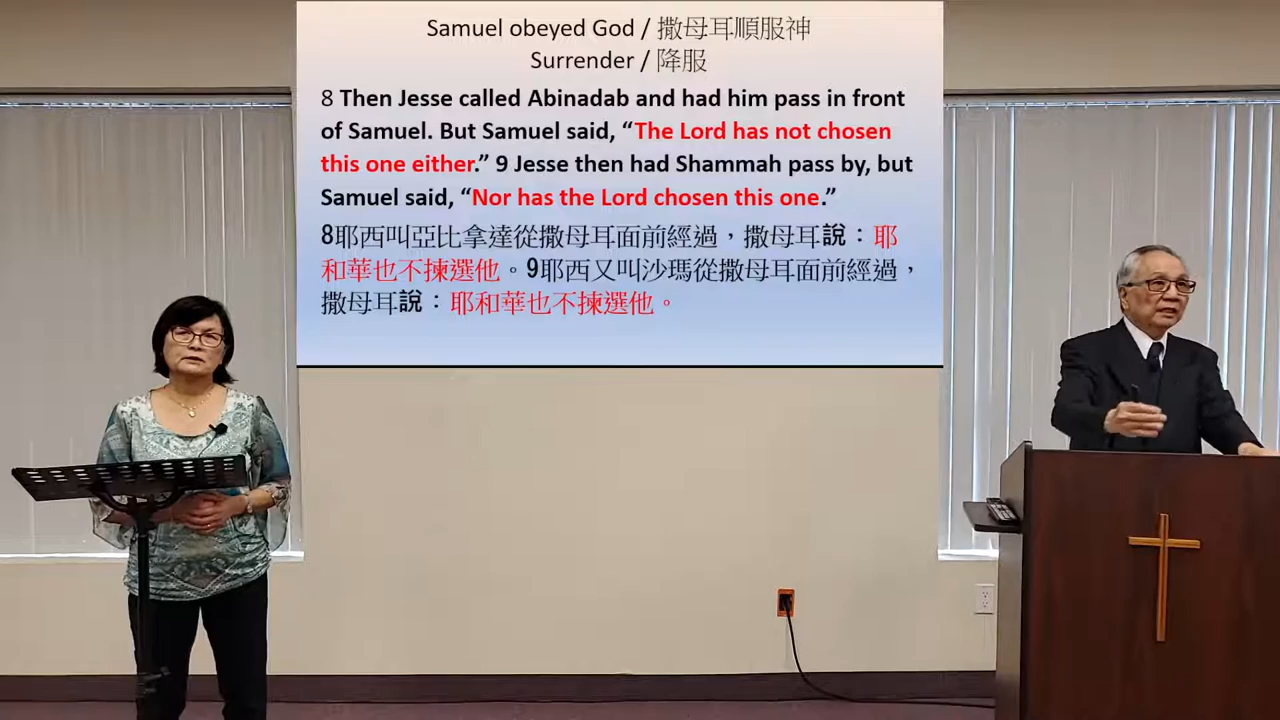 Samuel obeyed God / 撒母耳順服神
Surrender / 降服
8 Then Jesse called Abinadab and had him pass in front
of Samuel. But Samuel said, “The Lord has not chosen
this one either.” 9 Jesse then had Shammah pass by, but
Samuel said, “Nor has the Lord chosen this one.”
8耶西叫亞比拿達從撒母耳面前經過，撒母耳說：耶
和華也不揀選他。9耶西又叫沙瑪從撒母耳面前經過，
撒母耳說：耶和華也不揀選他。